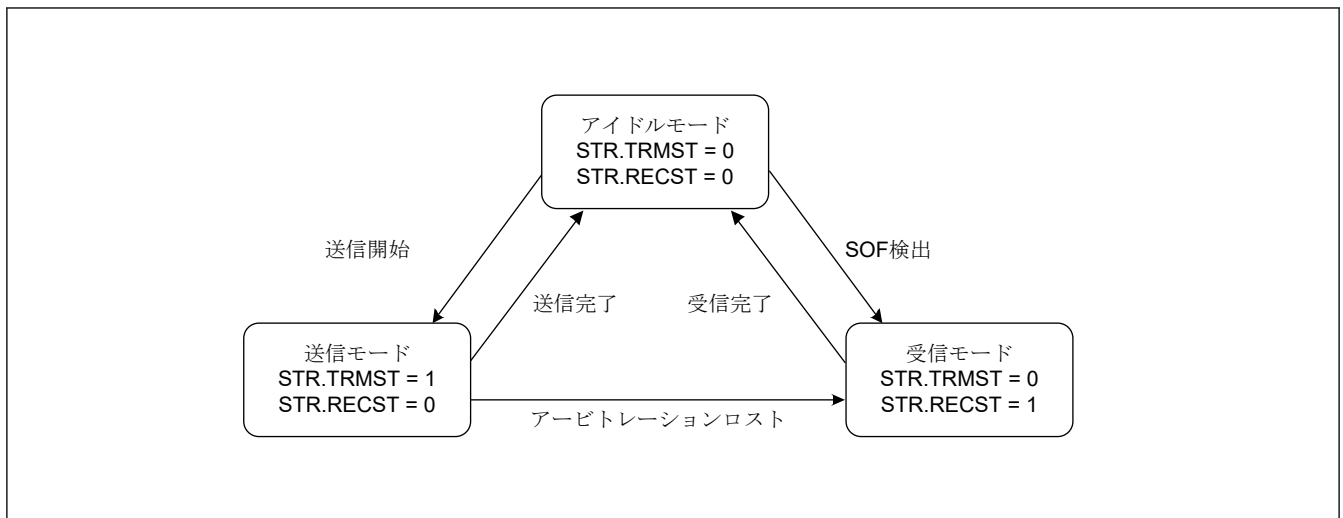 アイドルモード
STR.TRMST = 0
STR.RECST = 0
送信開始
SOF検出
送信完了
受信完了
送信モード
STR.TRMST = 1
STR.RECST = 0
受信モード
STR.TRMST = 0
STR.RECST = 1
アービトレーションロスト